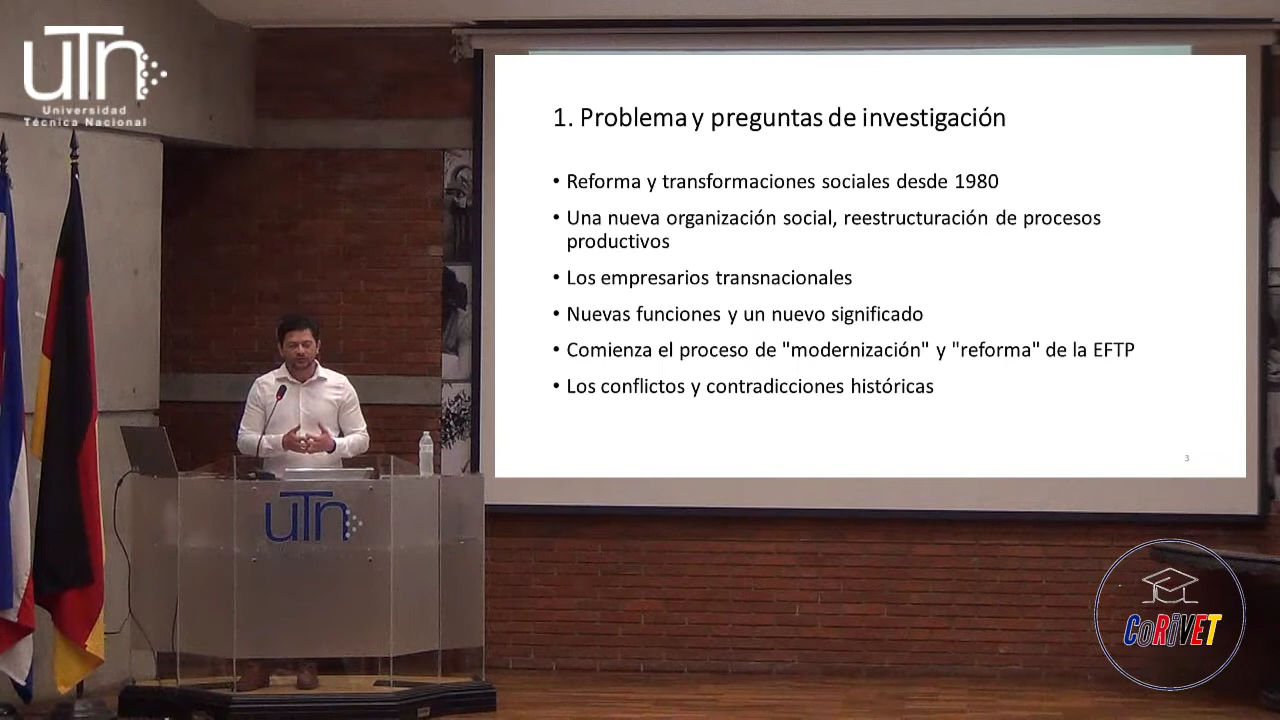 uTn
Universidad
Técnica Nacional
1. Problema y preguntas de investigación
• Reforma y transformaciones sociales desde 1980
• Una nueva organización social, reestructuración de procesos
productivos
• Los empresarios transnacionales
• Nuevas funciones y un nuevo significado
• Comienza el proceso de "modernización" y "reforma" de la EFTP
• Los conflictos y contradicciones históricas
3
uTn
CoRiVET